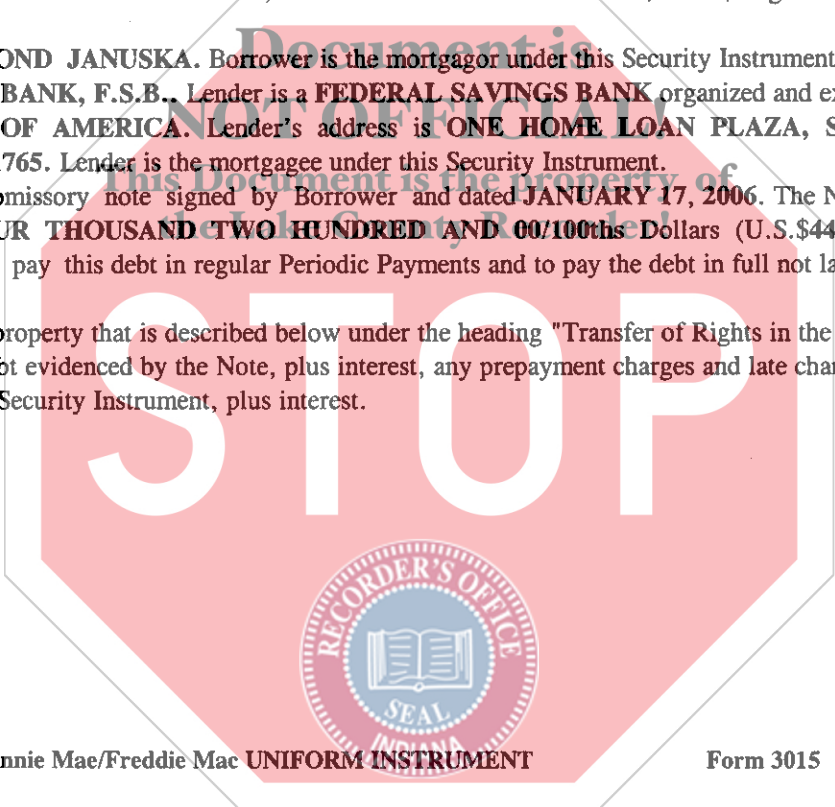 Document is
OND JANUSKA. Borrower is the mortgagor under this Security Instrument
BANK, F.S.B.. Lender is a FEDERAL SAVINGS BANK organized and ex
NOT OFFICIAL!
OF AMERICA. Lender's address is ONE HOME LOAN PLAZA, S
765. Lender is the mortgagee under this Security Instrument.
This Document is the property of
omissory note signed by Borrower and dated JANUARY 17, 2006. The N
the Lake County Recorder!
UR THOUSAND TWO HUNDRED AND 00/100ths Dollars (U.S.$44
pay this debt in regular Periodic Payments and to pay the debt in full not la
property that is described below under the heading "Transfer of Rights in the
bt evidenced by the Note, plus interest, any prepayment charges and late char
Security Instrument, plus interest.
STOP
RECORDER'S OFFICE
SEAL
INDIANA
nnie Mae/Freddie Mac UNIFORM INSTRUMENT Form 3015